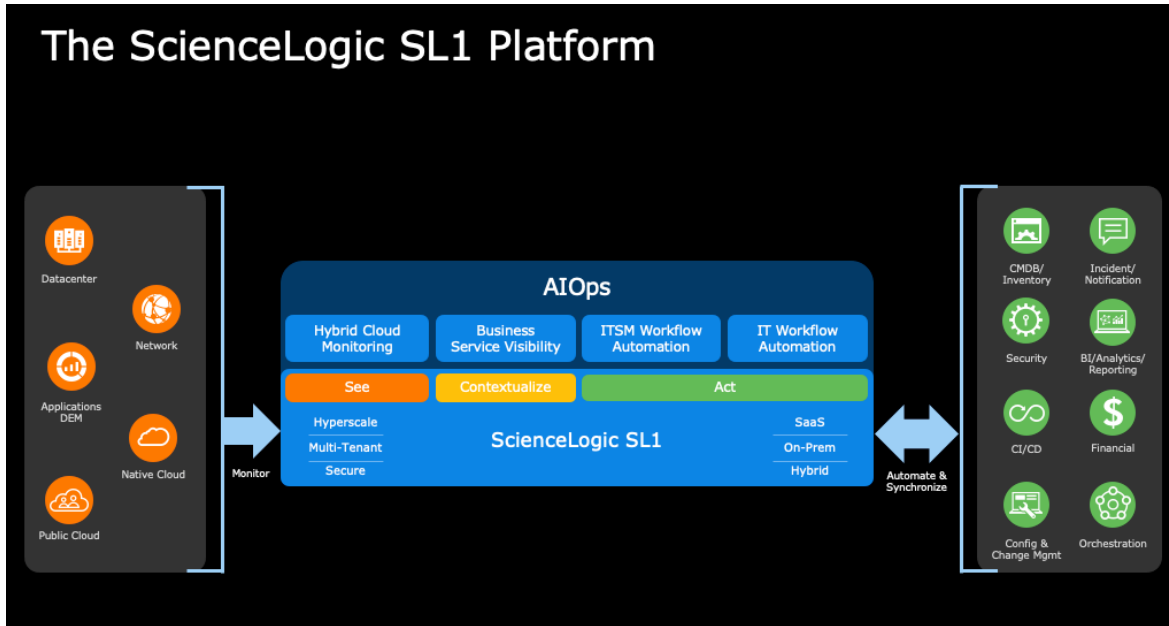 The ScienceLogic SL1 Platform
Datacenter
Network
Applications
DEM
Native Cloud
Public Cloud
Monitor
AIOps
Hybrid Cloud
Monitoring
Business
Service Visibility
ITSM Workflow
Automation
IT Workflow
Automation
See
Contextualize
Act
Hyperscale
Multi-Tenant
Secure
ScienceLogic SL1
SaaS
On-Prem
Hybrid
Automate &
Synchronize
CMDB/
Inventory
Incident/
Notification
Security
BI/Analytics/
Reporting
CI/CD
Financial
Config &
Change Mgmt
Orchestration